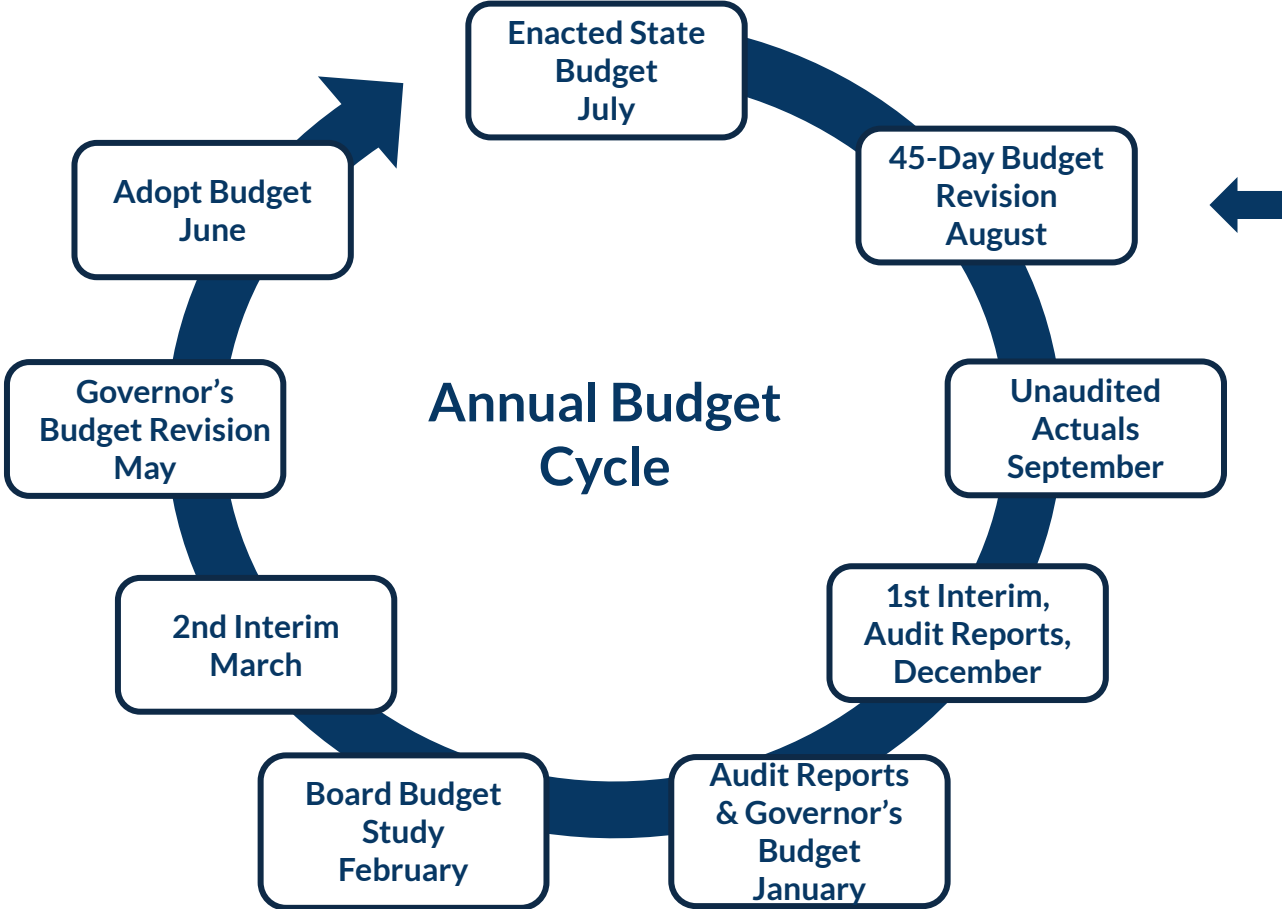 Annual Budget
Cycle
Enacted State
Budget
July
45-Day Budget
Revision
August
Unaudited
Actuals
September
1st Interim,
Audit Reports,
December
Audit Reports
& Governor’s
Budget
January
Board Budget
Study
February
2nd Interim
March
Governor’s
Budget Revision
May
Adopt Budget
June